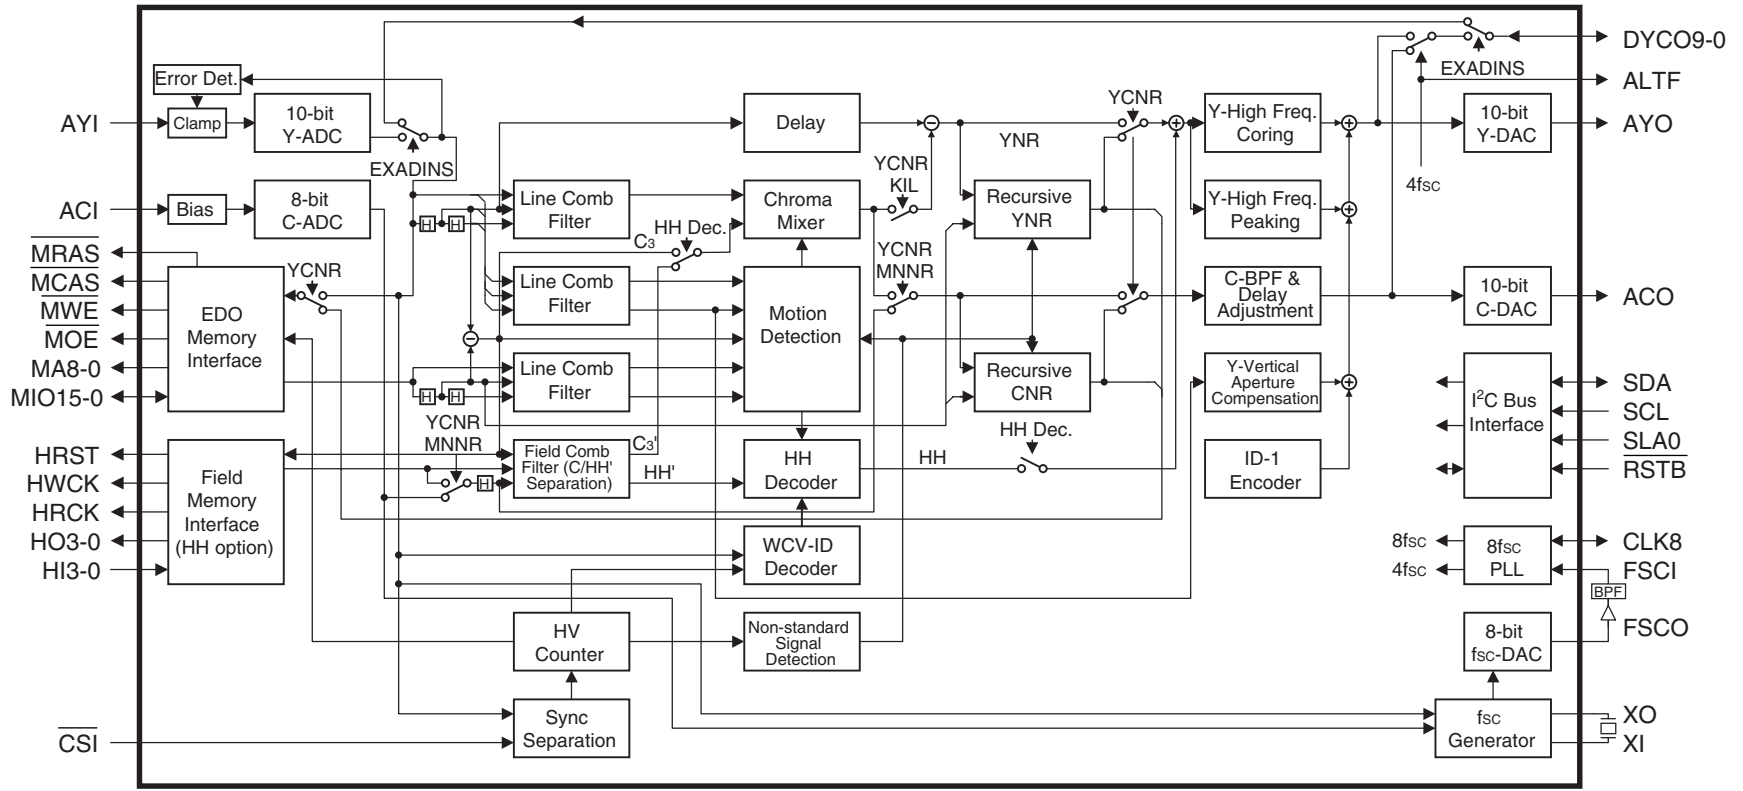 AYI
ACI
MRAS
MCAS
MWE
MOE
MA8-0
MIO15-0
HRST
HWCK
HRCK
HO3-0
HI3-0
CSI
Error Det.
Clamp
10-bit
Y-ADC
EXADINS
Bias
8-bit
C-ADC
YCNR
EDO
Memory
Interface
Field
Memory
Interface
(HH option)
H
H
H
H
YCNR
MNNR
H
Line Comb
Filter
Line Comb
Filter
Line Comb
Filter
Field Comb
Filter (C/HH'
Separation)
C3
HH Dec.
C3'
HH'
HV
Counter
Sync
Separation
Delay
Chroma
Mixer
Motion
Detection
HH
Decoder
WCV-ID
Decoder
Non-standard
Signal
Detection
YCNR
KIL
YCNR
MNNR
YNR
Recursive
YNR
Recursive
CNR
HH
HH Dec.
YCNR
Y-High Freq.
Coring
Y-High Freq.
Peaking
C-BPF &
Delay
Adjustment
Y-Vertical
Aperture
Compensation
ID-1
Encoder
EXADINS
4fSC
10-bit
Y-DAC
10-bit
C-DAC
I2C Bus
Interface
8fSC
4fSC
8fSC
PLL
BPF
8-bit
fSC-DAC
fSC
Generator
DYCO9-0
ALTF
AYO
ACO
SDA
SCL
SLA0
RSTB
CLK8
FSCI
FSCO
XO
XI